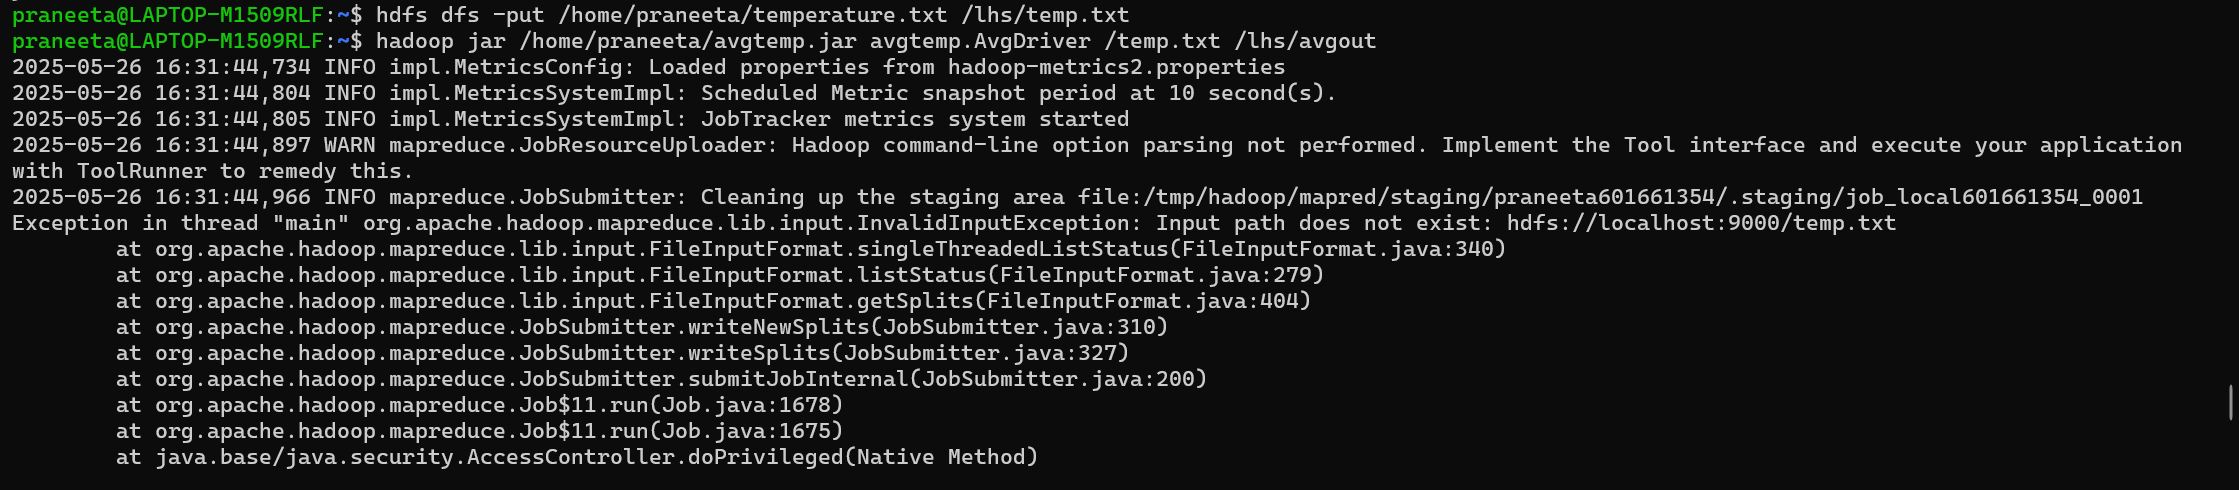 praneeta@LAPTOP-M1509RLF:~$ hdfs dfs -put /home/praneeta/temperature.txt /lhs/temp.txt
praneeta@LAPTOP-M1509RLF:~$ hadoop jar /home/praneeta/avgtemp.jar avgtemp.AvgDriver /temp.txt /lhs/avgout
2025-05-26 16:31:44,734 INFO impl.MetricsConfig: Loaded properties from hadoop-metrics2.properties
2025-05-26 16:31:44,804 INFO impl.MetricsSystemImpl: Scheduled Metric snapshot period at 10 second(s).
2025-05-26 16:31:44,805 INFO impl.MetricsSystemImpl: JobTracker metrics system started
2025-05-26 16:31:44,897 WARN mapreduce.JobResourceUploader: Hadoop command-line option parsing not performed. Implement the Tool interface and execute your application
with ToolRunner to remedy this.
2025-05-26 16:31:44,966 INFO mapreduce.JobSubmitter: Cleaning up the staging area file:/tmp/hadoop/mapred/staging/praneeta601661354/.staging/job_local601661354_0001
Exception in thread "main" org.apache.hadoop.mapreduce.lib.input.InvalidInputException: Input path does not exist: hdfs://localhost:9000/temp.txt
at org.apache.hadoop.mapreduce.lib.input.FileInputFormat.singleThreadedListStatus(FileInputFormat.java:340)
at org.apache.hadoop.mapreduce.lib.input.FileInputFormat.listStatus(FileInputFormat.java:279)
at org.apache.hadoop.mapreduce.lib.input.FileInputFormat.getSplits(FileInputFormat.java:404)
at org.apache.hadoop.mapreduce.JobSubmitter.writeNewSplits(JobSubmitter.java:310)
at org.apache.hadoop.mapreduce.JobSubmitter.writeSplits(JobSubmitter.java:327)
at org.apache.hadoop.mapreduce.JobSubmitter.submitJobInternal(JobSubmitter.java:200)
at org.apache.hadoop.mapreduce.Job$11.run(Job.java:1678)
at org.apache.hadoop.mapreduce.Job$11.run(Job.java:1675)
at java.base/java.security.AccessController.doPrivileged(Native Method)